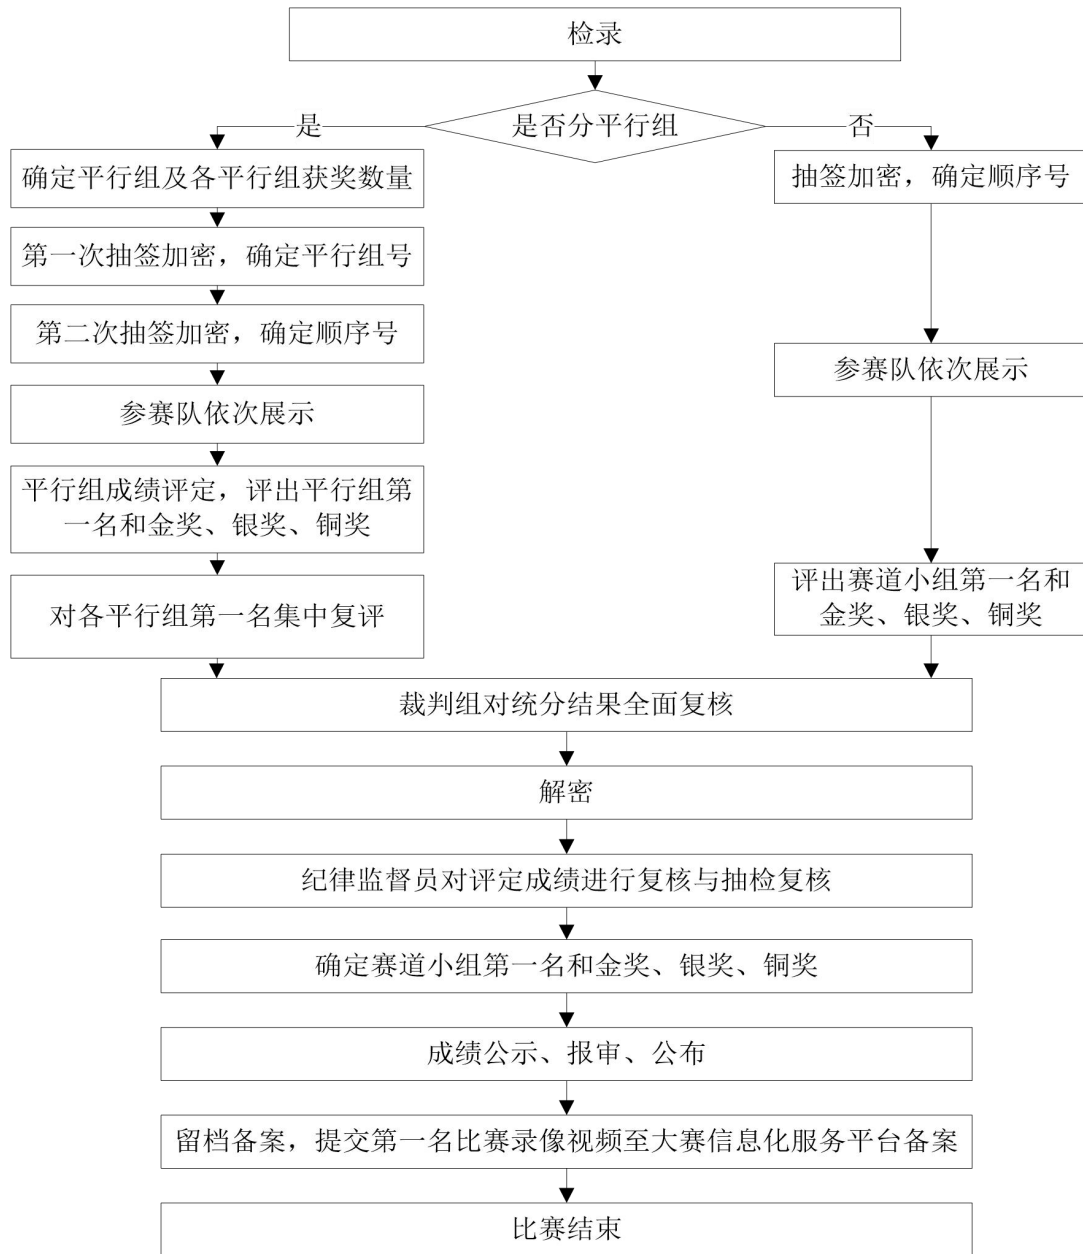 检录
是否分平行组
是
否
确定平行组及各平行组获奖数量
第一次抽签加密，确定平行组号
第二次抽签加密，确定顺序号
参赛队依次展示
平行组成绩评定，评出平行组第
一名和金奖、银奖、铜奖
对各平行组第一名集中复评
抽签加密，确定顺序号
参赛队依次展示
评出赛道小组第一名和
金奖、银奖、铜奖
裁判组对统分结果全面复核
解密
纪律监督员对评定成绩进行复核与抽检复核
确定赛道小组第一名和金奖、银奖、铜奖
成绩公示、报审、公布
留档备案，提交第一名比赛录像视频至大赛信息化服务平台备案
比赛结束